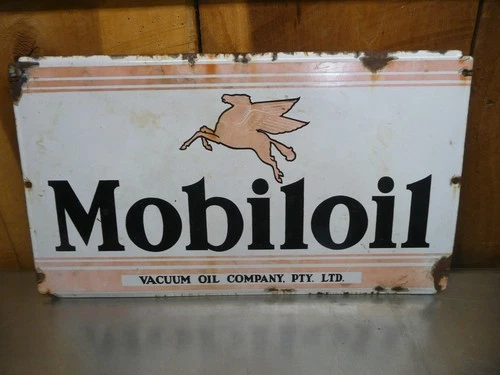 Mobiloil
VACUUM OIL COMPANY. PTY. LTD.